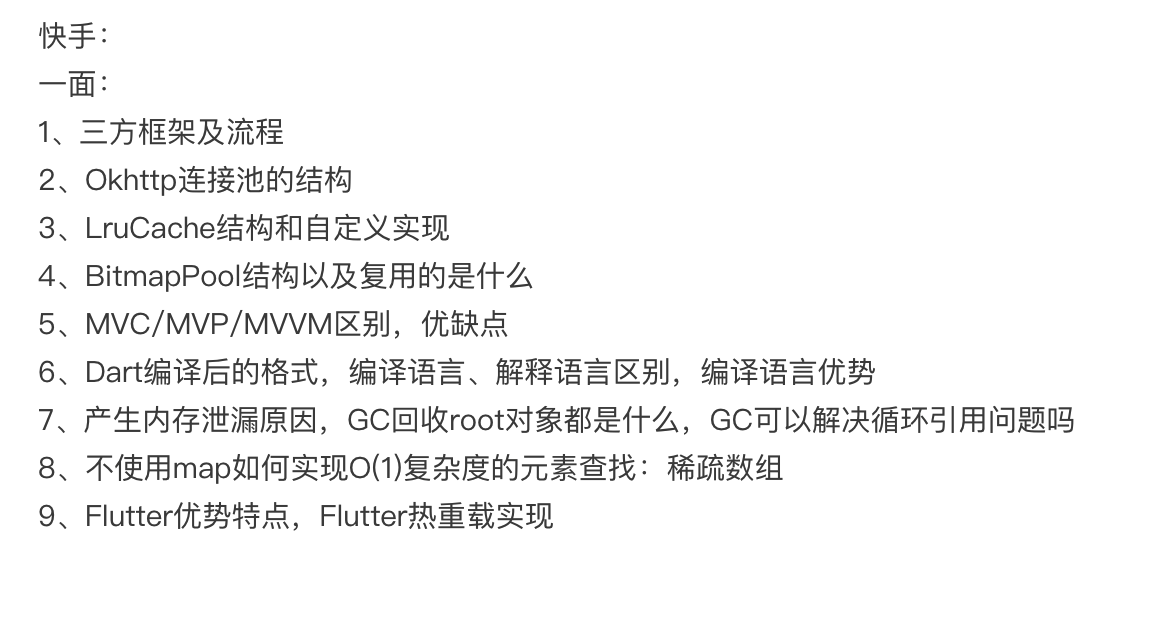 快手：
一面：
1、三方框架及流程
2、Okhttp连接池的结构
3、LruCache结构和自定义实现
4、BitmapPool结构以及复用的是什么
5、MVC/MVP/MVVM区别，优缺点
6、Dart编译后的格式，编译语言、解释语言区别，编译语言优势
7、产生内存泄漏原因，GC回收root对象都是什么，GC可以解决循环引用问题吗
8、不使用map如何实现O(1)复杂度的元素查找：稀疏数组
9、Flutter优势特点，Flutter热重载实现